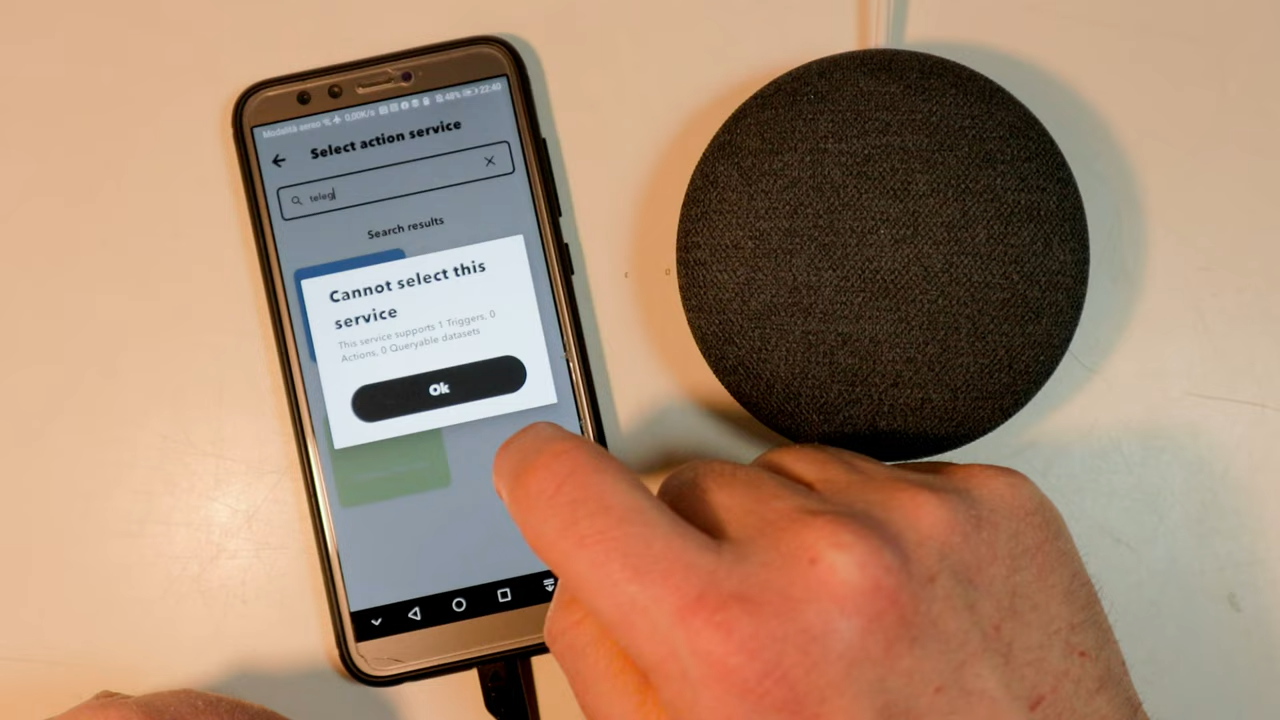 Modalità aereo 0,00K/s 48% 22:40
Select action service
teleg
Search results
Cannot select this
service
This service supports 1 Triggers, 0
Actions, 0 Queryable datasets
Ok